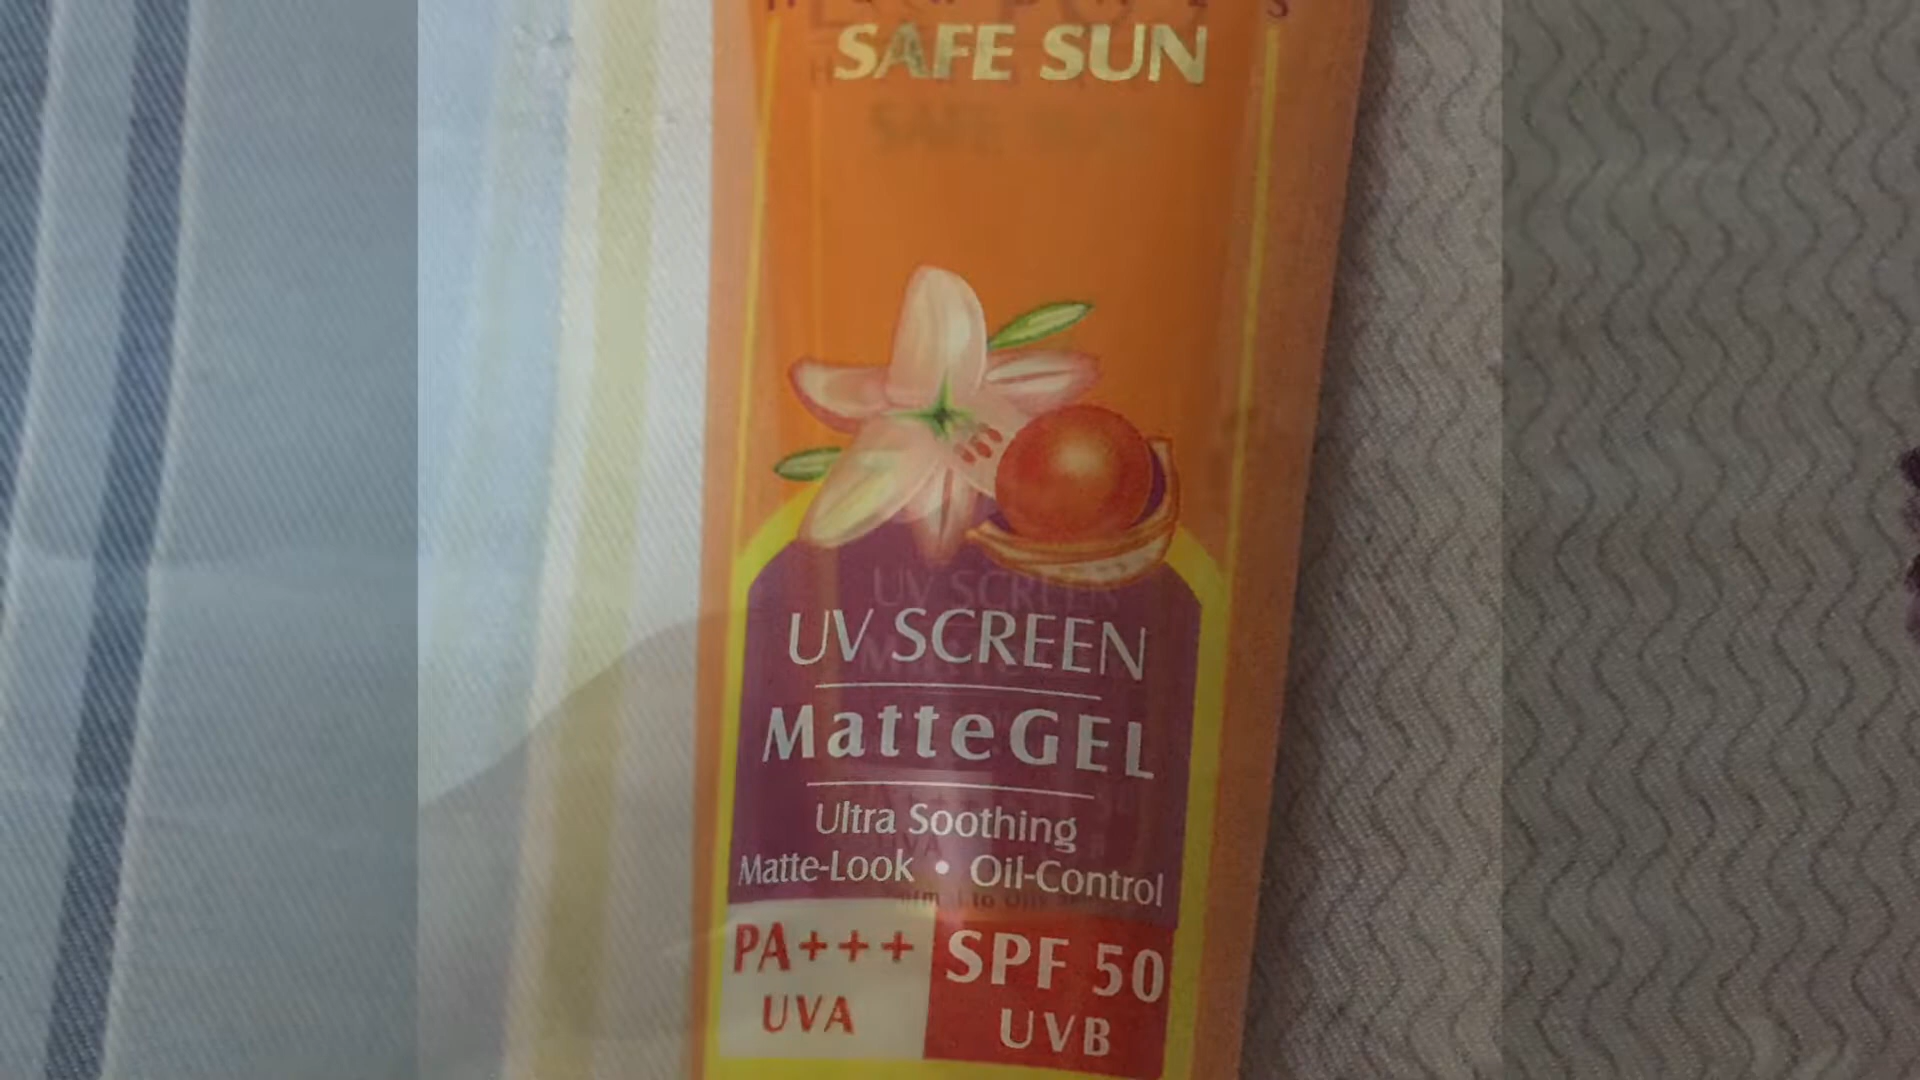 SAFE SUN
UV SCREEN
MatteGEL
Ultra Soothing
Matte-Look • Oil-Control
PA+++ SPF 50
UVA UVB